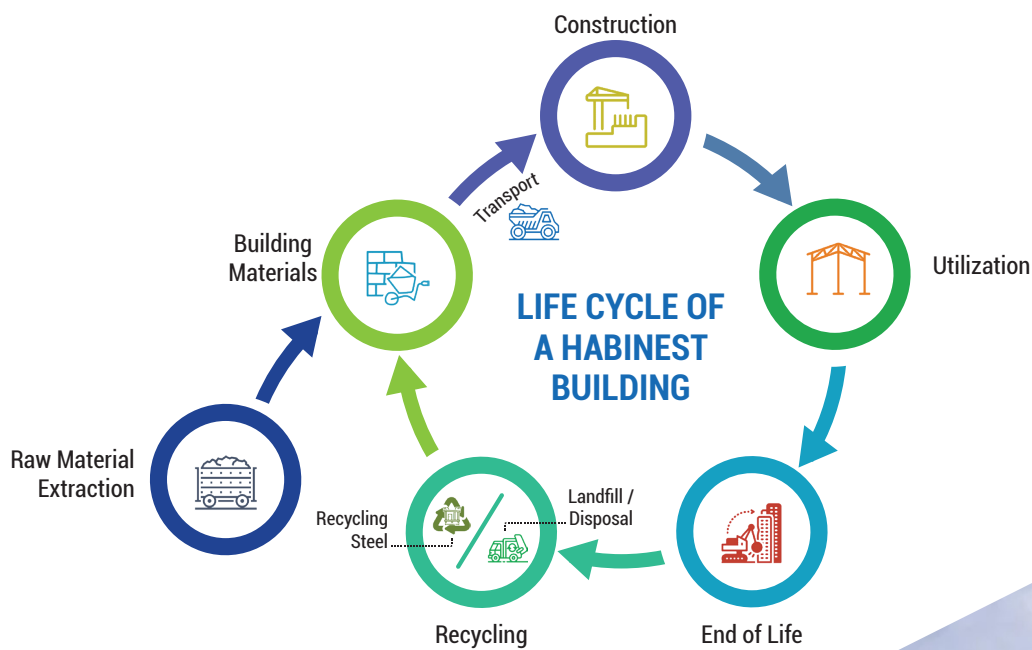 Construction
Transport
Building
Materials
Utilization
LIFE CYCLE OF
A HABINEST
BUILDING
Raw Material
Extraction
Recycling
Steel
Landfill /
Disposal
Recycling
End of Life